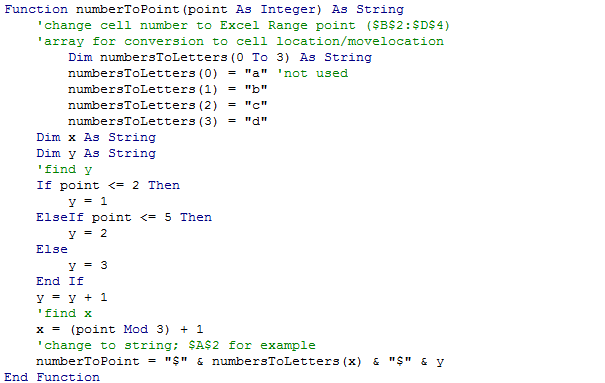 Function numberToPoint(point As Integer) As String
    'change cell number to Excel Range point ($B$2:$D$4)
    'array for conversion to cell location/movelocation
        Dim numbersToLetters(0 To 3) As String
        numbersToLetters(0) = "a" 'not used
        numbersToLetters(1) = "b"
        numbersToLetters(2) = "c"
        numbersToLetters(3) = "d"
    Dim x As String
    Dim y As String
    'find y
    If point <= 2 Then
        y = 1
    ElseIf point <= 5 Then
        y = 2
    Else
        y = 3
    End If
    y = y + 1
    'find x
    x = (point Mod 3) + 1
    'change to string; $A$2 for example
    numberToPoint = "$" & numbersToLetters(x) & "$" & y
End Function